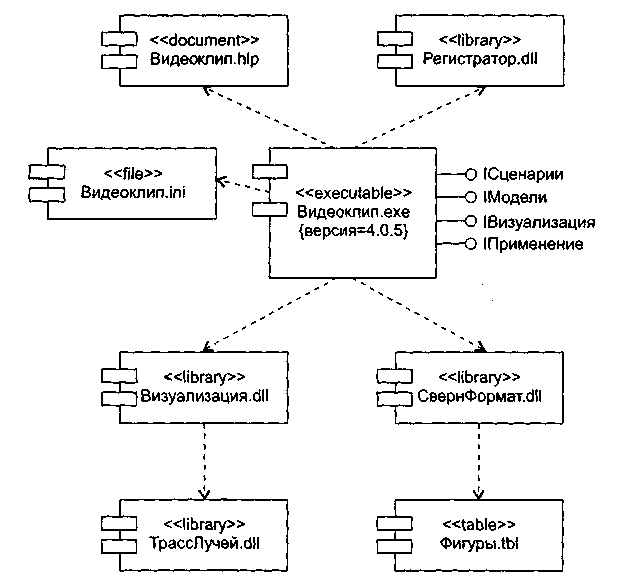 <<document>>
Видеоклип.hlp
<<library>>
Регистратор.dll
<<file>>
Видеоклип.ini
<<executable>>
Видеоклип.exe
{версия=4.0.5}
IСценарии
IМодели
IВизуализация
IПрименение
<<library>>
Визуализация.dll
<<library>>
СвернФормат.dll
<<library>>
ТрассЛучей.dll
<<table>>
Фигуры.tbl